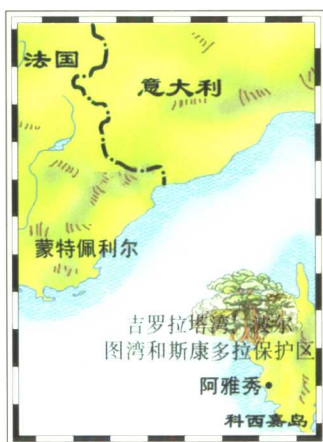 法国
意大利
蒙特佩利尔
吉罗拉塔湾、波尔
图湾和斯康多拉保护区
阿雅秀
科西嘉岛